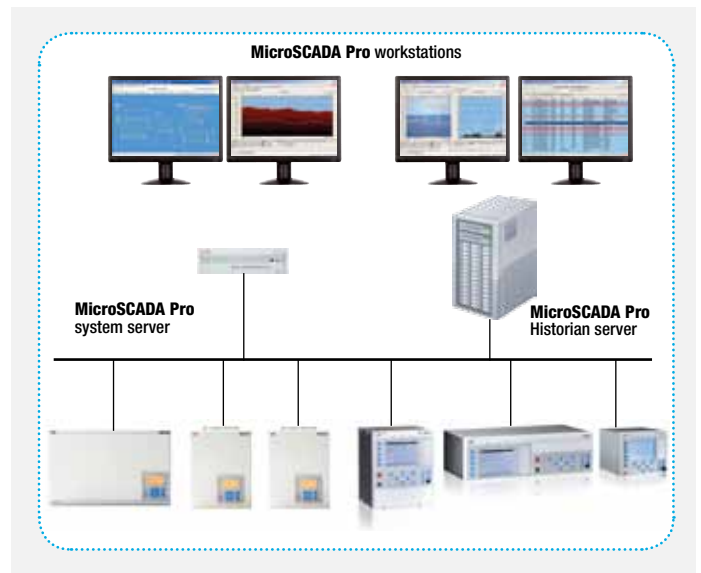 MicroSCADA Pro workstations
MicroSCADA Pro
system server
MicroSCADA Pro
Historian server